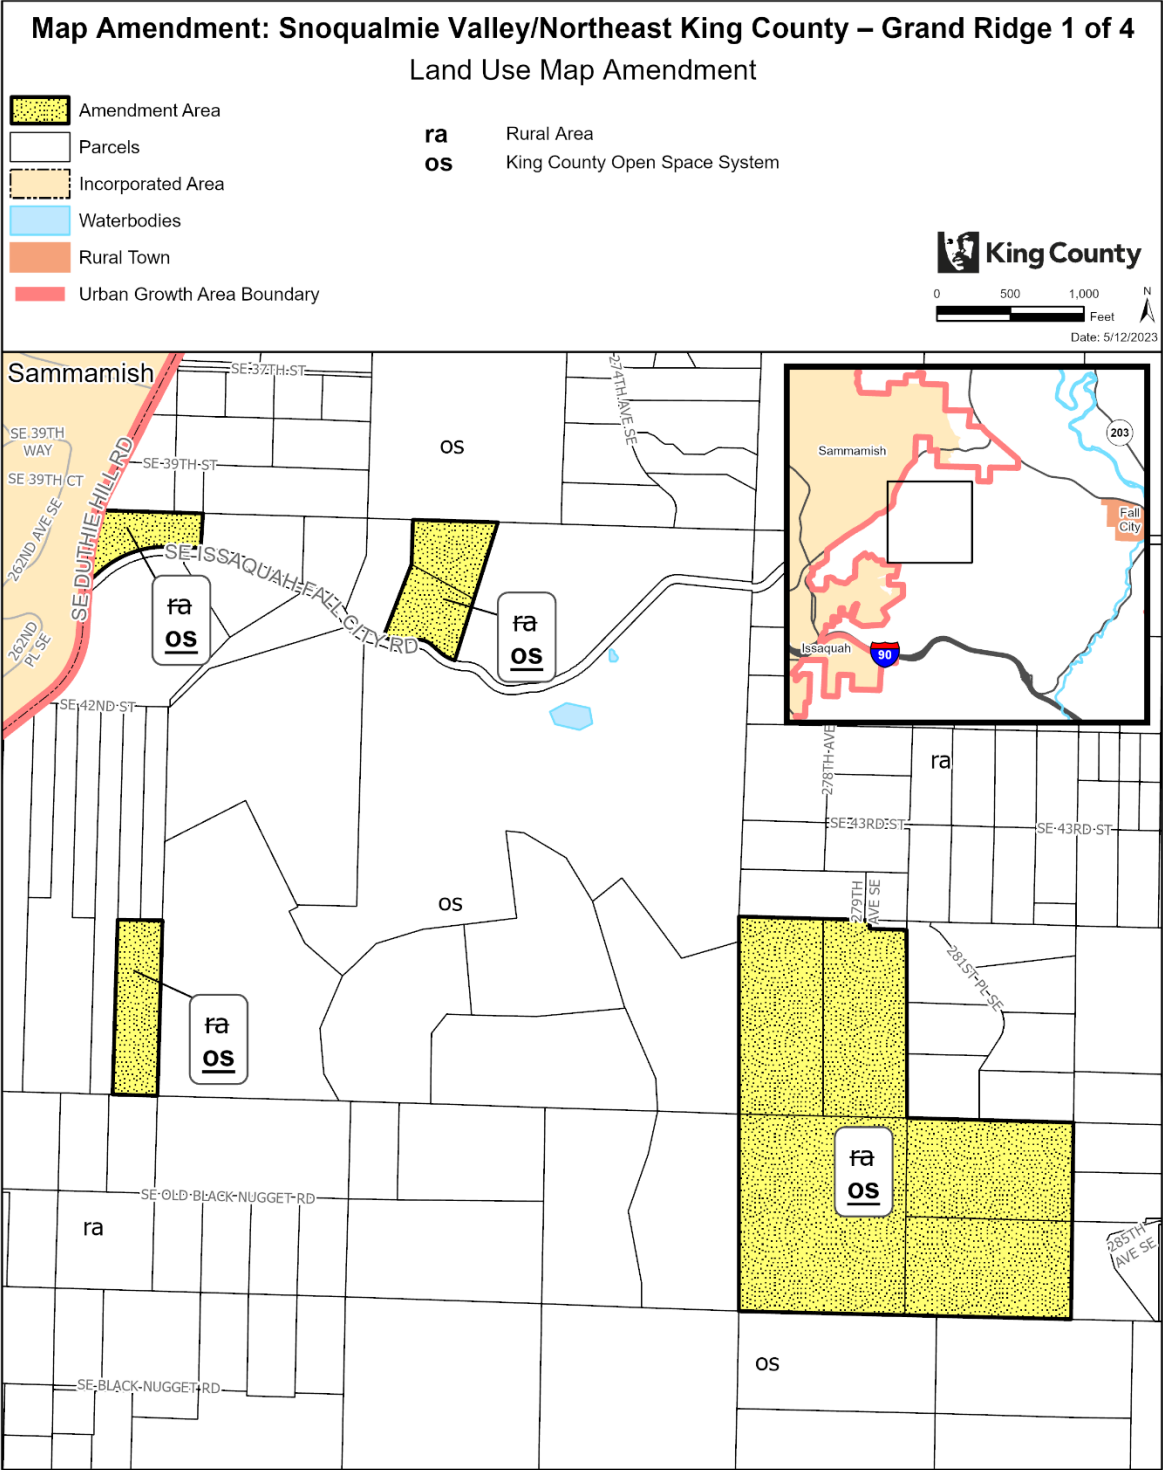 Map Amendment: Snoqualmie Valley/Northeast King County – Grand Ridge 1 of 4
Land Use Map Amendment
Amendment Area
Parcels
Incorporated Area
Waterbodies
Rural Town
Urban Growth Area Boundary
ra Rural Area
os King County Open Space System
King County
0 500 1,000
Feet
N
Date: 5/12/2023
Sammamish
SE 37TH ST
274TH AVE SE
SE 39TH
WAY
SE 39TH CT
SE 39TH ST
262ND AVE SE
SE DUTHIE HILL RD
262ND
PL SE
os
SE ISSAQUAH-FALL CITY RD
ra
os
ra
os
SE 42ND ST
Sammamish
203
Fall
City
Issaquah
90
278TH AVE
ra
SE 43RD ST
SE 43RD ST
279TH
AVE SE
os
281ST PL SE
ra
os
ra
os
SE OLD BLACK NUGGET RD
ra
285TH
AVE SE
os
SE BLACK NUGGET RD